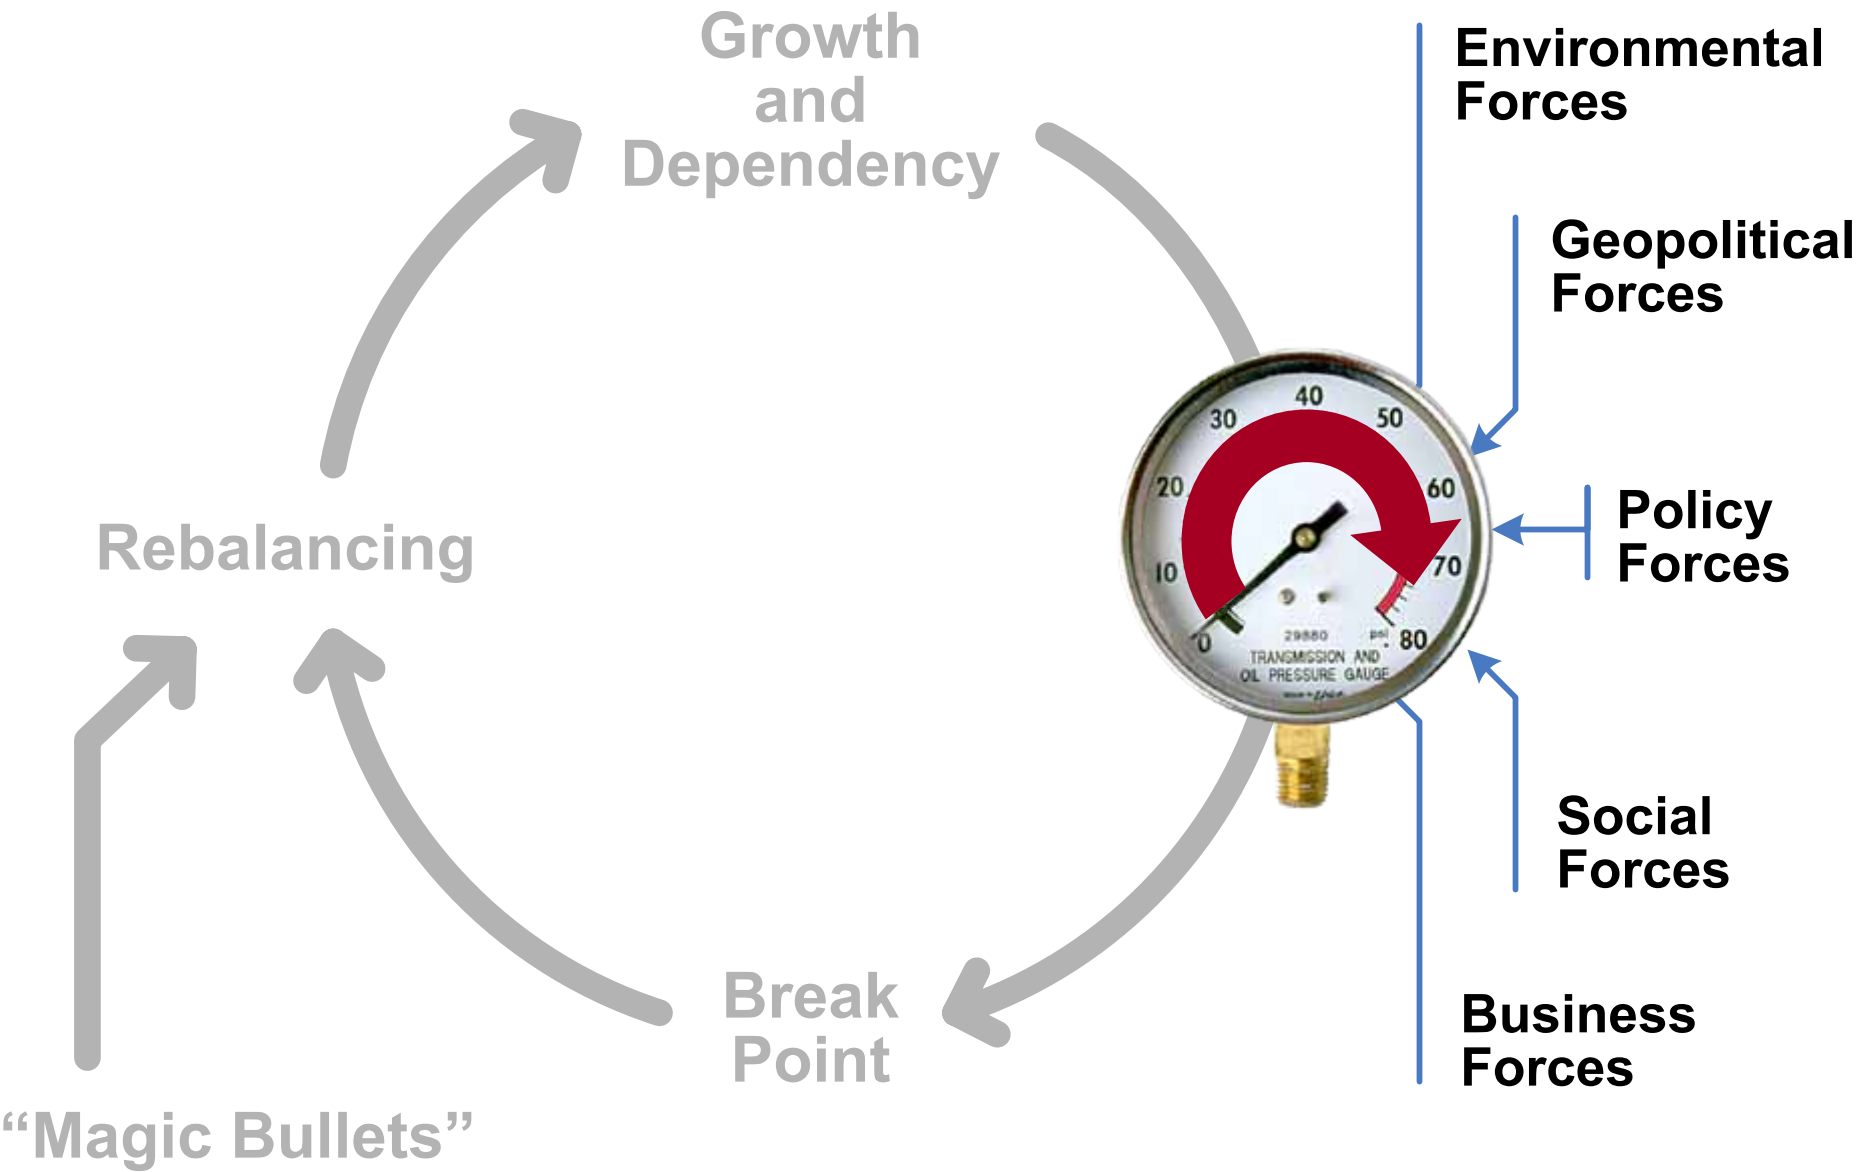 Growth
and
Dependency
Environmental
Forces
Geopolitical
Forces
Policy
Forces
Social
Forces
Business
Forces
Break
Point
Rebalancing
“Magic Bullets”
0
10
20
30
40
50
60
70
80
29880
psi
TRANSMISSION AND
OIL PRESSURE GAUGE